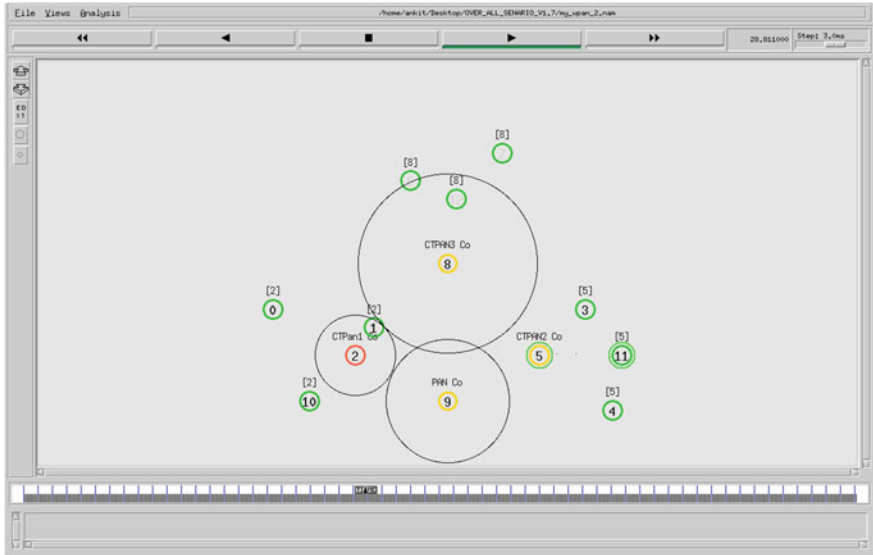 File Views Analysis
/home/ankit/Desktop/OVER_ALL_SENARIO_V1.7/my_wpan_2.nam
28.811000
Step: 3.0ms
ED
IT
[8]
[8]
[8]
CTPAN3 Co
8
[2]
0
[2]
1
[5]
3
CTPan1 Co
2
CTPAN2 Co
5
[5]
11
[2]
10
PAN Co
9
[5]
4